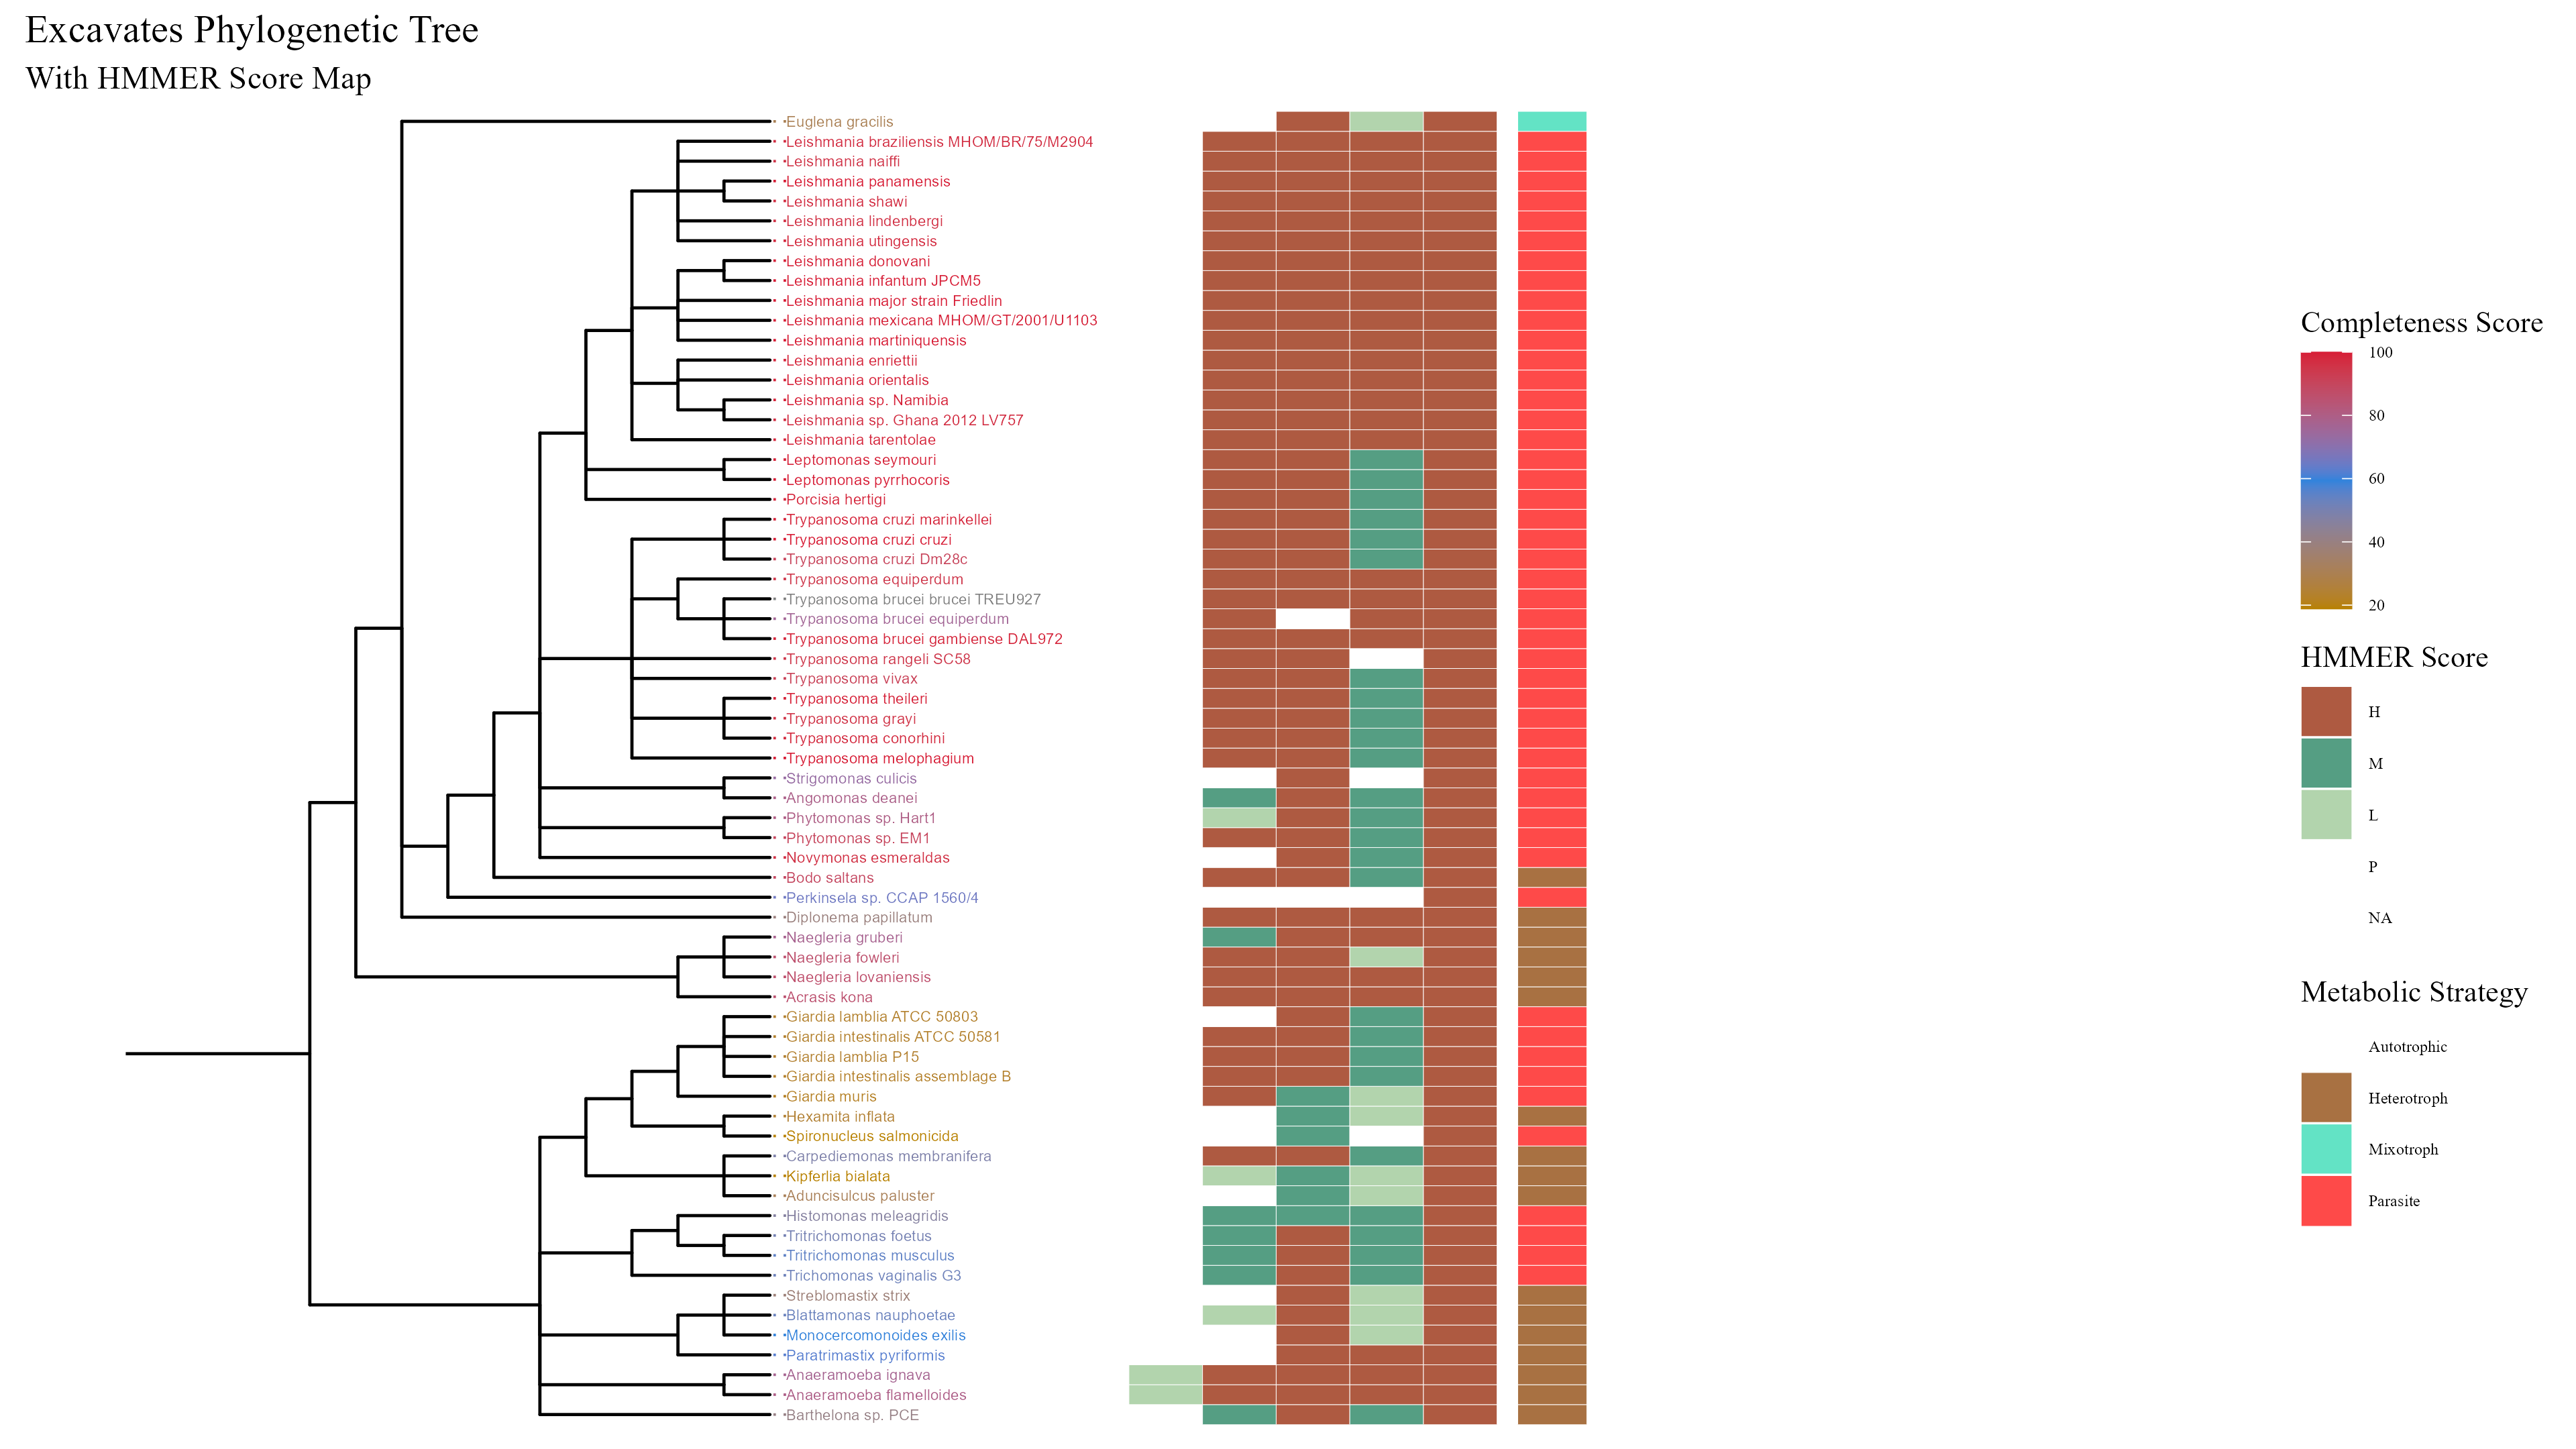 Excavates Phylogenetic Tree
With HMMER Score Map
Euglena gracilis
Leishmania braziliensis MHOM/BR/75/M2904
Leishmania naiffi
Leishmania panamensis
Leishmania shawi
Leishmania lindenbergi
Leishmania utingensis
Leishmania donovani
Leishmania infantum JPCM5
Leishmania major strain Friedlin
Leishmania mexicana MHOM/GT/2001/U1103
Leishmania martiniquensis
Leishmania enriettii
Leishmania orientalis
Leishmania sp. Namibia
Leishmania sp. Ghana 2012 LV757
Leishmania tarentolae
Leptomonas seymouri
Leptomonas pyrrhocoris
Porcisia hertigi
Trypanosoma cruzi marinkellei
Trypanosoma cruzi cruzi
Trypanosoma cruzi Dm28c
Trypanosoma equiperdum
Trypanosoma brucei brucei TREU927
Trypanosoma brucei equiperdum
Trypanosoma brucei gambiense DAL972
Trypanosoma rangeli SC58
Trypanosoma vivax
Trypanosoma theileri
Trypanosoma grayi
Trypanosoma conorhini
Trypanosoma melophagium
Strigomonas culicis
Angomonas deanei
Phytomonas sp. Hart1
Phytomonas sp. EM1
Novymonas esmeraldas
Bodo saltans
Perkinsela sp. CCAP 1560/4
Diplonema papillatum
Naegleria gruberi
Naegleria fowleri
Naegleria lovaniensis
Acrasis kona
Giardia lamblia ATCC 50803
Giardia intestinalis ATCC 50581
Giardia lamblia P15
Giardia intestinalis assemblage B
Giardia muris
Hexamita inflata
Spironucleus salmonicida
Carpediemonas membranifera
Kipferlia bialata
Aduncisulcus paluster
Histomonas meleagridis
Tritrichomonas foetus
Tritrichomonas musculus
Trichomonas vaginalis G3
Streblomastix strix
Blattamonas nauphoetae
Monocercomonoides exilis
Paratrimastix pyriformis
Anaeramoeba ignava
Anaeramoeba flamelloides
Barthelona sp. PCE
Completeness Score
100
80
60
40
20
HMMER Score
H
M
L
P
NA
Metabolic Strategy
Autotrophic
Heterotroph
Mixotroph
Parasite